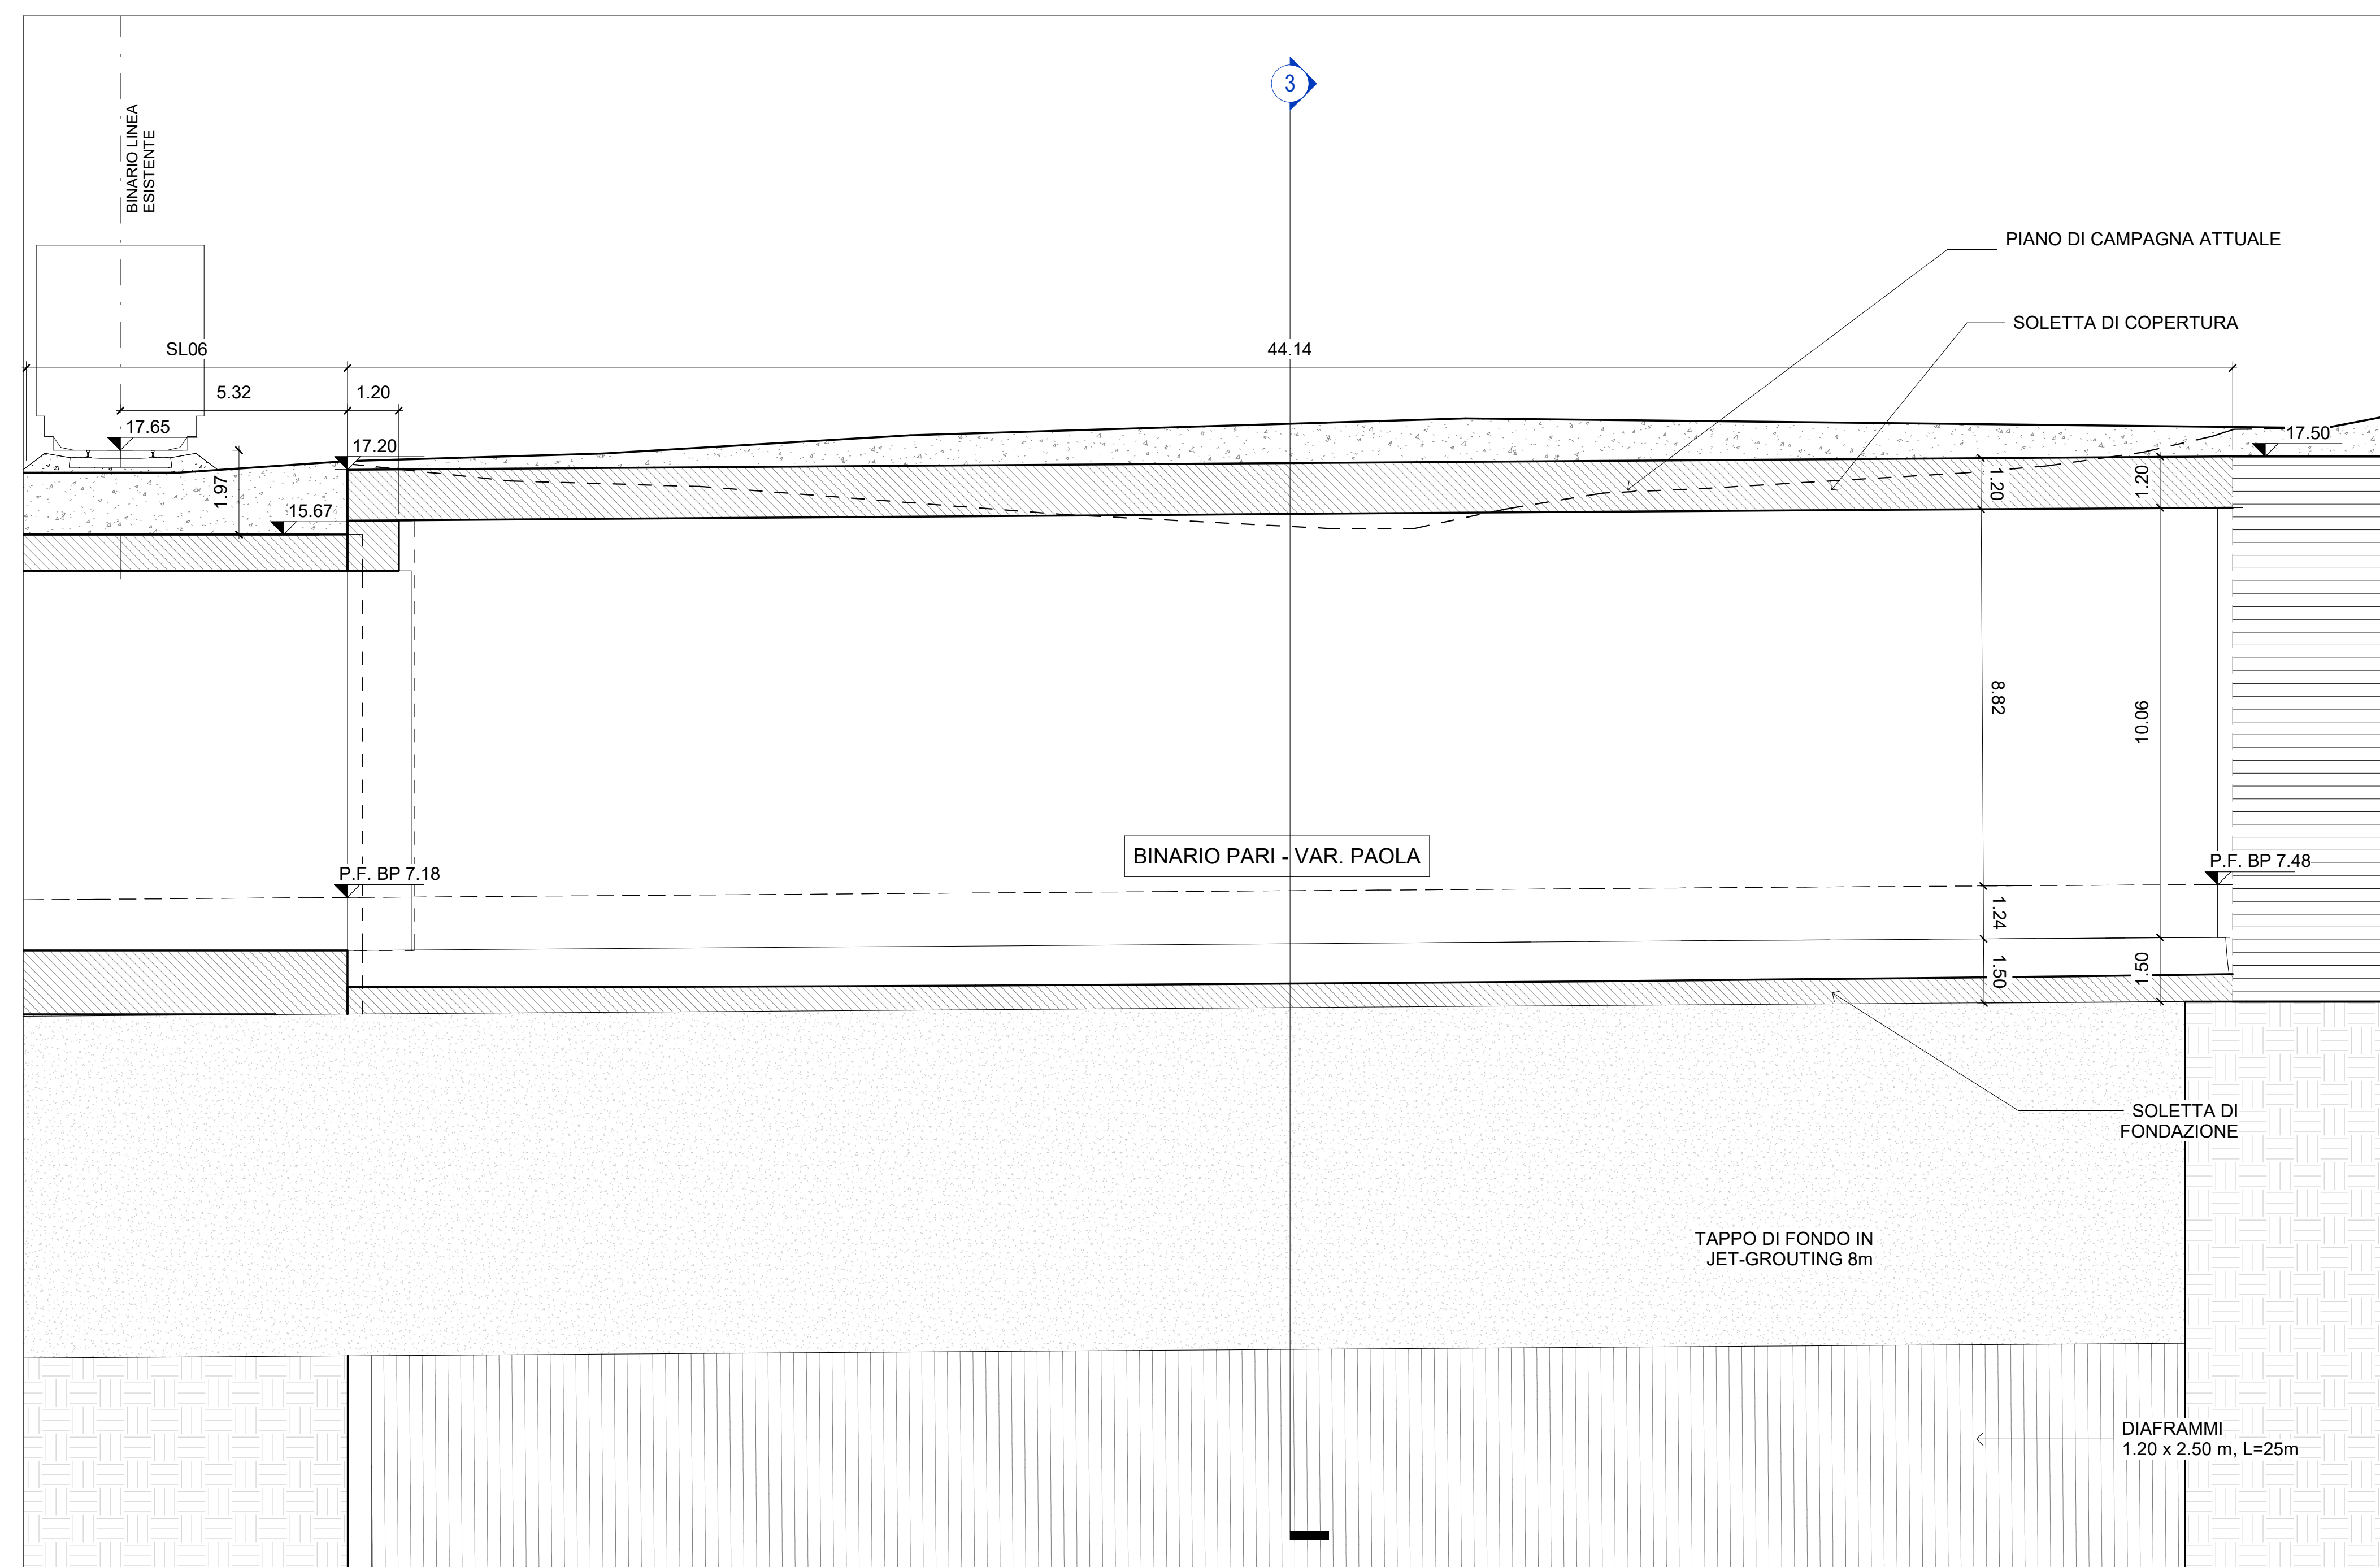 3
BINARIO LINEA
ESISTENTE
PIANO DI CAMPAGNA ATTUALE
SOLETTA DI COPERTURA
SL06
44.14
5.32
1.20
17.65
17.20
17.50
1.97
15.67
1.20
1.20
8.82
10.06
BINARIO PARI - VAR. PAOLA
P.F. BP 7.18
P.F. BP 7.48
1.24
1.50
1.50
SOLETTA DI
FONDAZIONE
TAPPO DI FONDO IN
JET-GROUTING 8m
DIAFRAMMI
1.20 x 2.50 m, L=25m